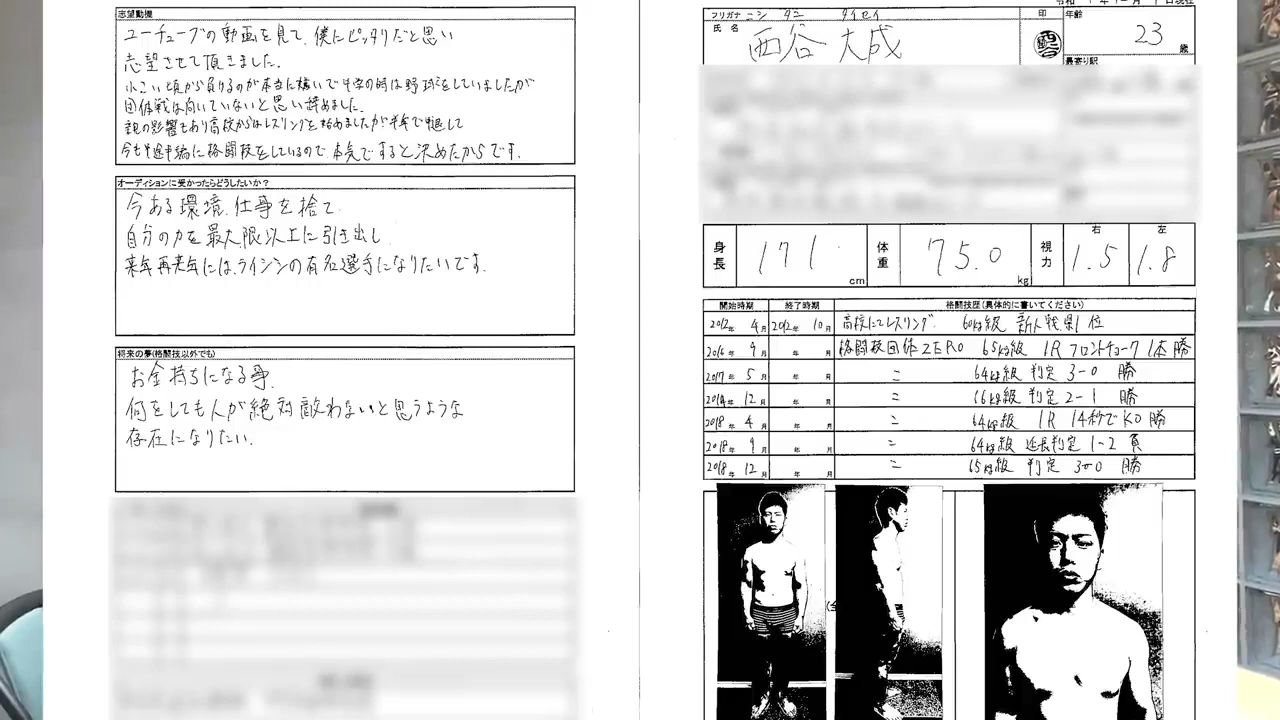 志望動機
ユーチューブの動画を見て、僕にピッタリだと思い
志望させて頂きました。
小さい頃から負けるのが本当に嫌いで中学の時は野球をしていましたが
団体戦は向いていないと思い辞めました。
親の影響もあり高校からはレスリングを始めましたが半年で中退して
今も中途半端に格闘技をしているので本気ですると決めたからです。
オーディションに受かったらどうしたいか?
今ある環境、仕事を捨て、
自分の力を最大限以上に引き出し
来年再来年には、ライジンの有名選手になりたいです。
将来の夢(格闘技以外でも)
お金持ちになる事、
何をしても人が絶対敵わないと思うような
存在になりたい。
フリガナ ニシ タニ タイセイ
印
年齢
氏名
西谷 大成
23 歳
最寄り駅
身長 171 cm
体重 75.0 kg
視力
右 1.5
左 1.8
開始時期 終了時期 格闘技歴(具体的に書いてください)
2012年 4月 2012年 10月 高校にてレスリング. 60kg級 新人戦県1位
2016年 9月 年 月 格闘技団体ZERO 65kg級 1R フロントチョーク 1本 勝
2017年 5月 年 月 〃 64kg級 判定 3-0 勝
12月 年 月 〃 判定 2-1 勝
2018年 4月 年 月 〃 64kg級 1R 14秒でKO 勝
2018年 9月 年 月 〃 64kg級 延長判定 1-2 負
2018年 12月 年 月 〃 65kg級 判定 3-0 勝